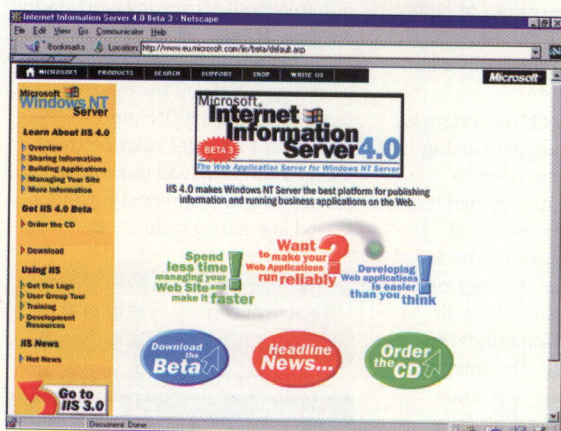 Internet Information Server 4.0 Beta 3 - Netscape
File Edit View Go Communicator Help
Bookmarks Location: http://www.eu.microsoft.com/iis/beta/default.asp
MICROSOFT PRODUCTS SEARCH SUPPORT SHOP WRITE US
Microsoft
Microsoft
Windows NT
Server
Learn About IIS 4.0
Overview
Sharing Information
Building Applications
Managing Your Site
More Information
Get IIS 4.0 Beta
Order the CD
Download
Using IIS
Get the Logo
User Group Tour
Training
Development
Resources
IIS News
Hot News
Go to
IIS 3.0
Microsoft
Internet
Information
Server 4.0
BETA 3
The Web Application Server for Windows NT Server
IIS 4.0 makes Windows NT Server the best platform for publishing
information and running business applications on the Web.
Spend
less time
managing your
Web Site and
make it faster!
Want
to make your
Web Applications
run reliably?
Developing
Web applications
is easier
than you think!
Download
the
Beta
Headline
News...
Order
the CD
Document: Done